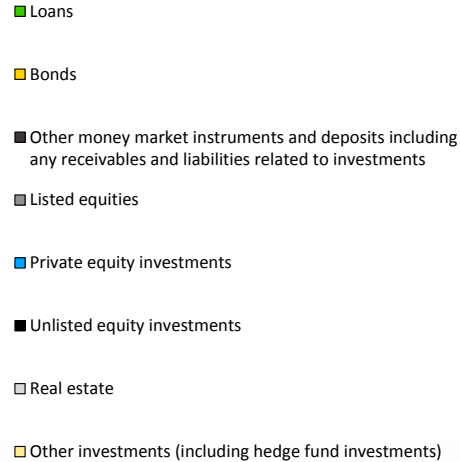 Loans
Bonds
Other money market instruments and deposits including
any receivables and liabilities related to investments
Listed equities
Private equity investments
Unlisted equity investments
Real estate
Other investments (including hedge fund investments)